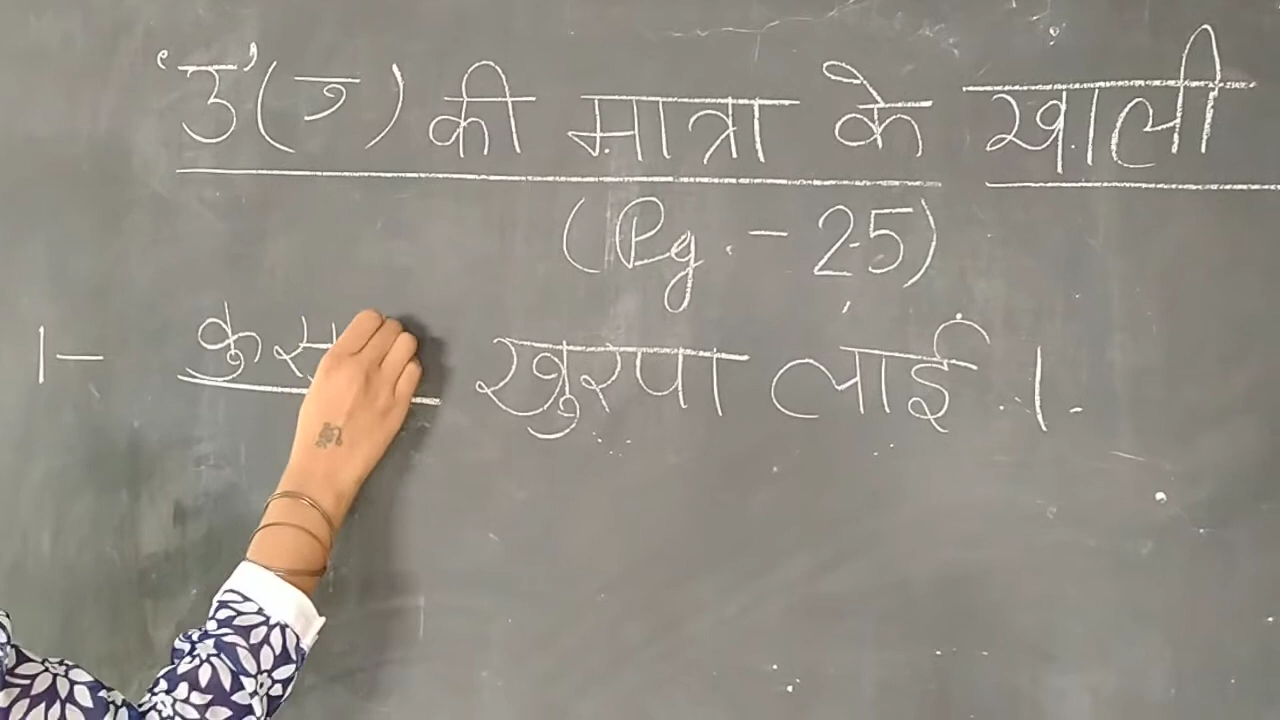 'उ' ( ु ) की मात्रा के खाली
(Pg. - 25)
1- खुरपा लाई ।